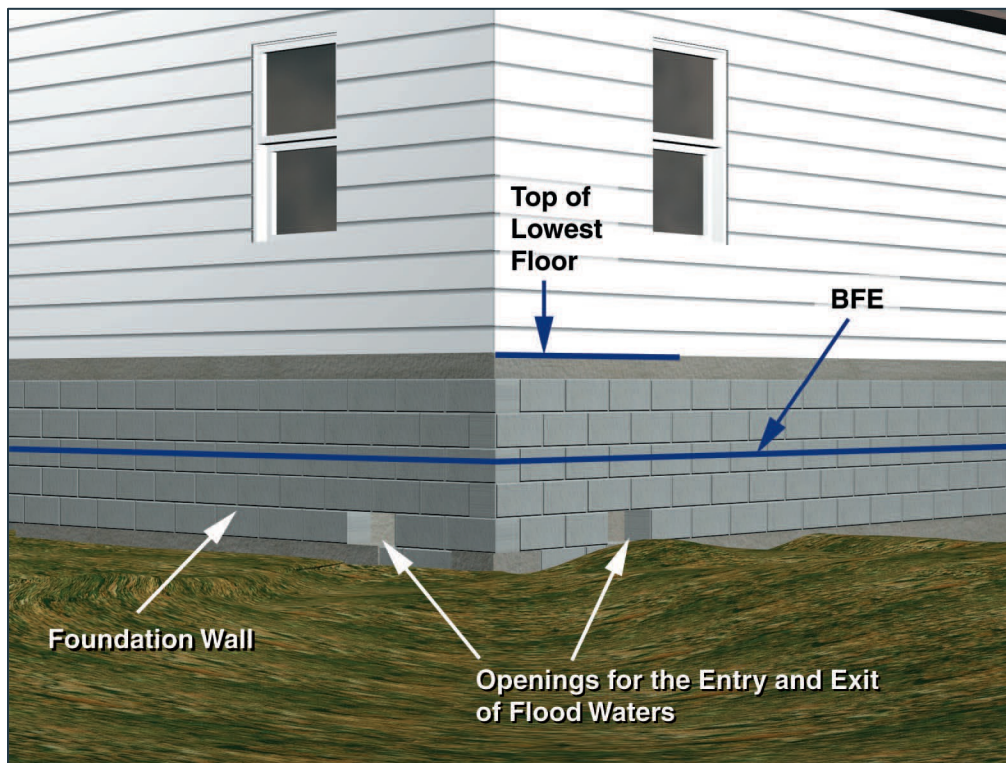 Top of
Lowest
Floor
BFE
Foundation Wall
Openings for the Entry and Exit
of Flood Waters